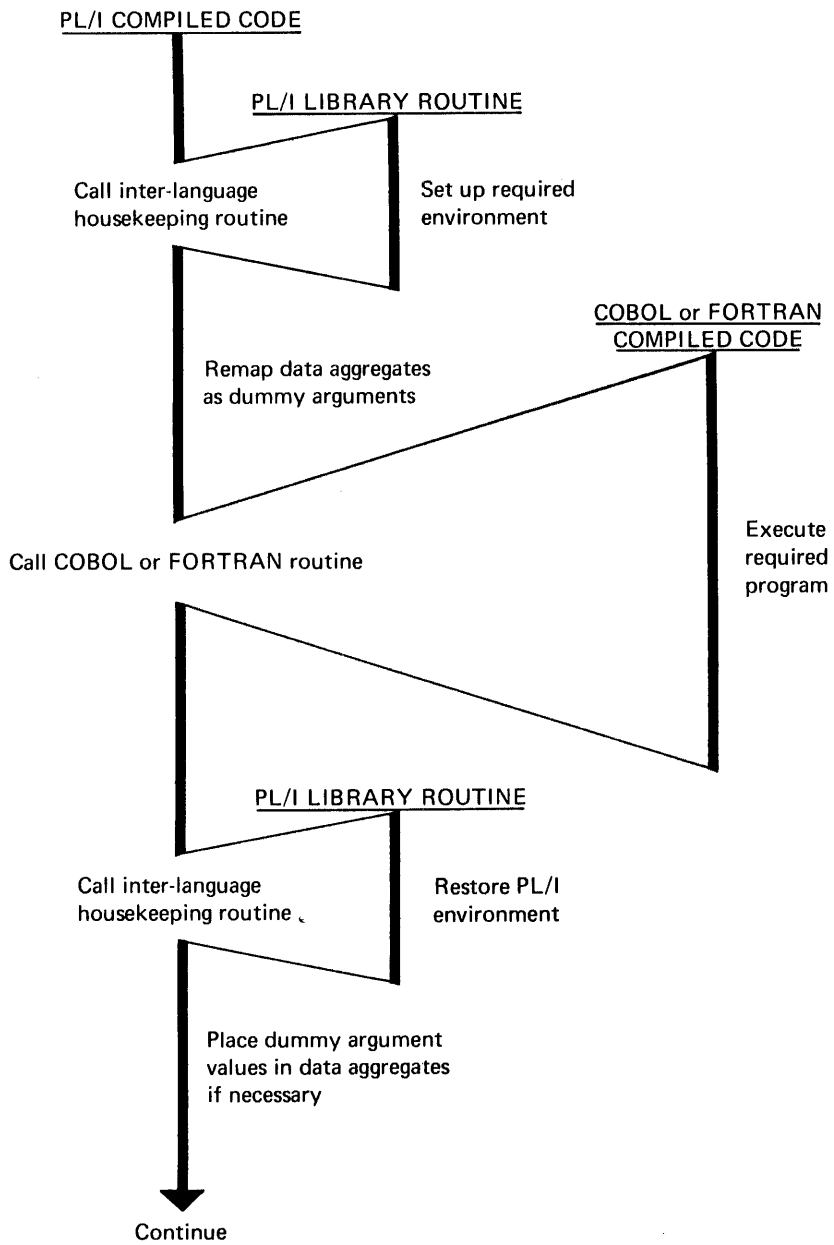 PL/I COMPILED CODE
PL/I LIBRARY ROUTINE
Call inter-language
housekeeping routine
Set up required
environment
COBOL or FORTRAN
COMPILED CODE
Remap data aggregates
as dummy arguments
Execute
required
program
Call COBOL or FORTRAN routine
PL/I LIBRARY ROUTINE
Call inter-language
housekeeping routine
Restore PL/I
environment
Place dummy argument
values in data aggregates
if necessary
Continue